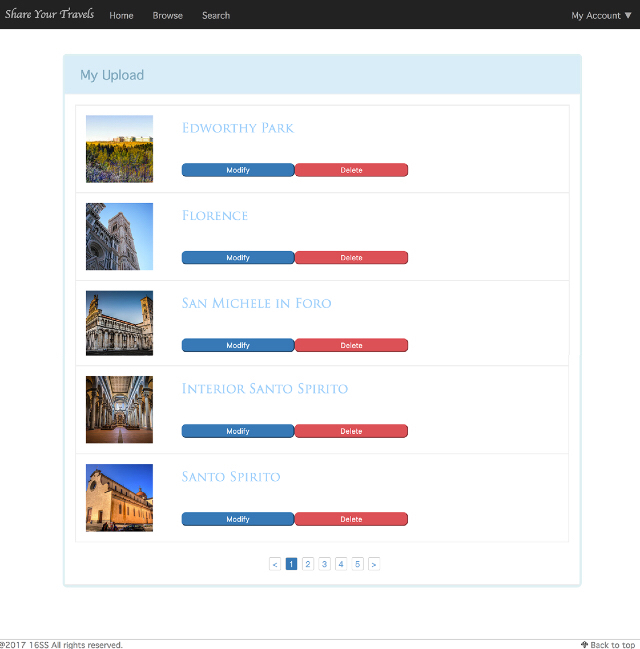 Share Your Travels Home Browse Search My Account ▼
My Upload
Edworthy Park
Modify Delete
Florence
Modify Delete
San Michele in Foro
Modify Delete
Interior Santo Spirito
Modify Delete
Santo Spirito
Modify Delete
< 1 2 3 4 5 >
@2017 16SS All rights reserved. Back to top